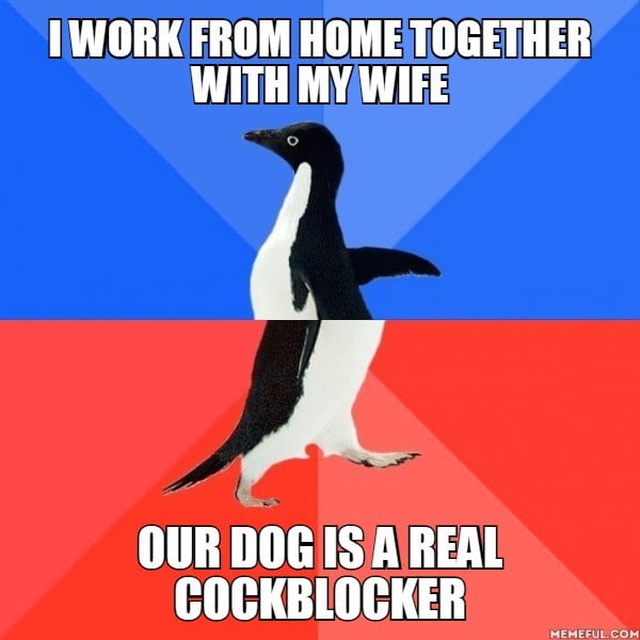 I WORK FROM HOME TOGETHER
WITH MY WIFE
OUR DOG IS A REAL
COCKBLOCKER
MEMEFUL.COM